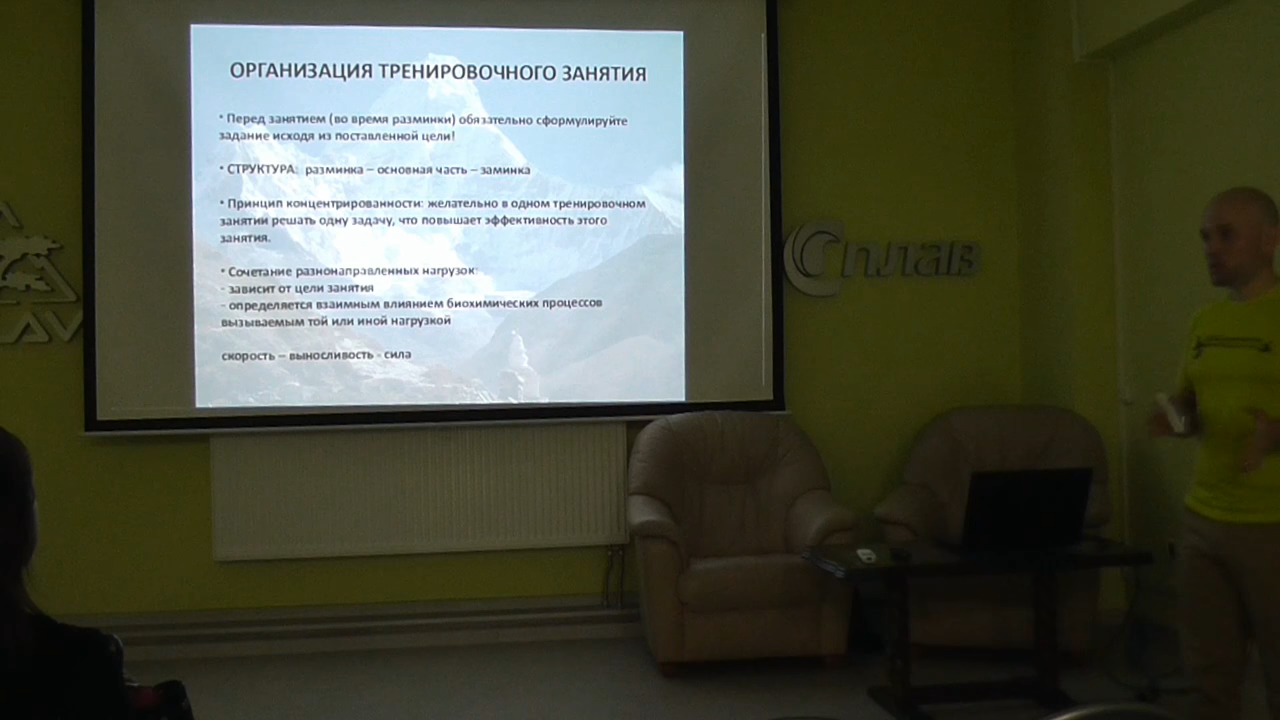 ОРГАНИЗАЦИЯ ТРЕНИРОВОЧНОГО ЗАНЯТИЯ
• Перед занятием (во время разминки) обязательно сформулируйте
задание исходя из поставленной цели!
• СТРУКТУРА: разминка – основная часть – заминка
• Принцип концентрированности: желательно в одном тренировочном
занятии решать одну задачу, что повышает эффективность этого
занятия.
• Сочетание разнонаправленных нагрузок:
- зависит от цели занятия
- определяется взаимным влиянием биохимических процессов
вызываемым той или иной нагрузкой
скорость – выносливость - сила
Сплав
AV